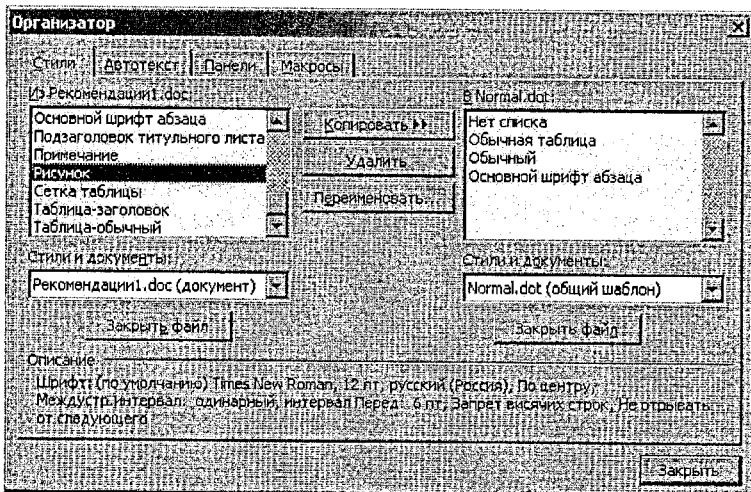 Организатор
Стили Автотекст Панели Макросы
Из Рекомендации1.doc:
Основной шрифт абзаца
Подзаголовок титульного листа
Примечание
Рисунок
Сетка таблицы
Таблица-заголовок
Таблица-обычный
Копировать
Удалить
Переименовать...
В Normal.dot:
Нет списка
Обычная таблица
Обычный
Основной шрифт абзаца
Стили и документы:
Рекомендации1.doc (документ)
Закрыть файл
Стили и документы:
Normal.dot (общий шаблон)
Закрыть файл
Описание
Шрифт: (по умолчанию) Times New Roman, 12 пт, русский (Россия), По центру,
Междустр.интервал: одинарный, интервал Перед: 6 пт, Запрет висячих строк, Не отрывать
от следующего
Закрыть